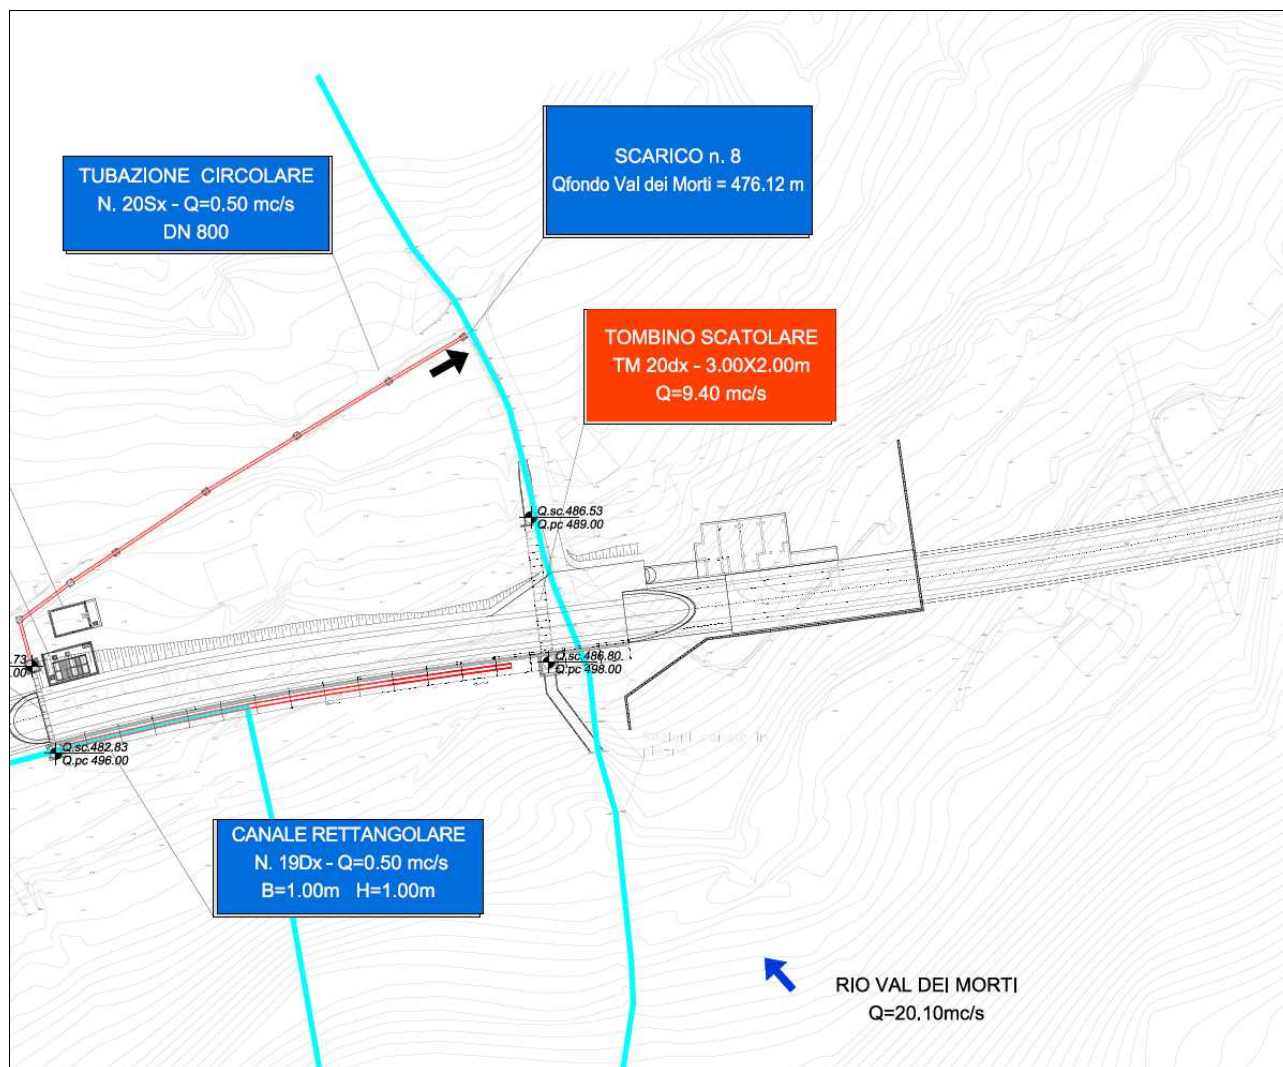 TUBAZIONE CIRCOLARE
N. 20Sx - Q=0.50 mc/s
DN 800
SCARICO n. 8
Qfondo Val dei Morti = 476.12 m
TOMBINO SCATOLARE
TM 20dx - 3.00X2.00m
Q=9.40 mc/s
Q.sc.486.53
Q.pc 489.00
.73
.00
Q.sc.486.80
Q.pc 498.00
Q.sc.482.83
Q.pc 496.00
CANALE RETTANGOLARE
N. 19Dx - Q=0.50 mc/s
B=1.00m H=1.00m
RIO VAL DEI MORTI
Q=20.10mc/s